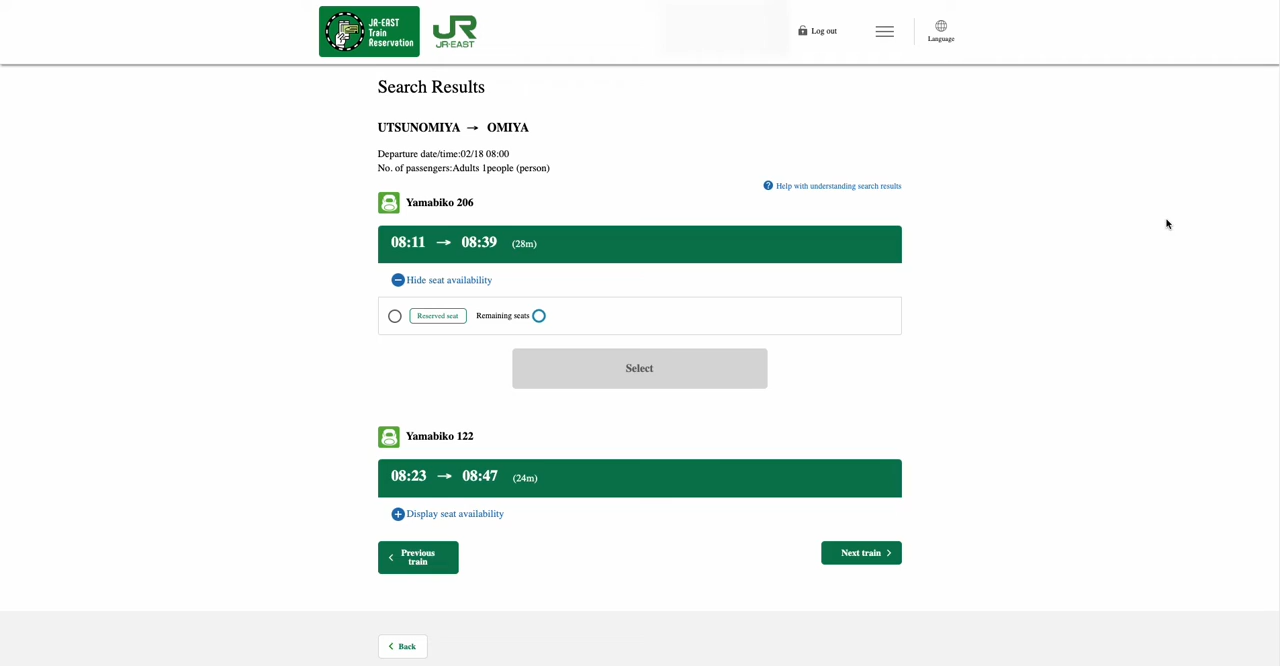 JR-EAST
Train
Reservation
JR
JR-EAST
Log out
Language
Search Results
UTSUNOMIYA → OMIYA
Departure date/time:02/18 08:00
No. of passengers:Adults 1people (person)
? Help with understanding search results
Yamabiko 206
08:11 → 08:39 (28m)
Hide seat availability
Reserved seat Remaining seats
Select
Yamabiko 122
08:23 → 08:47 (24m)
Display seat availability
Previous
train
Next train
Back